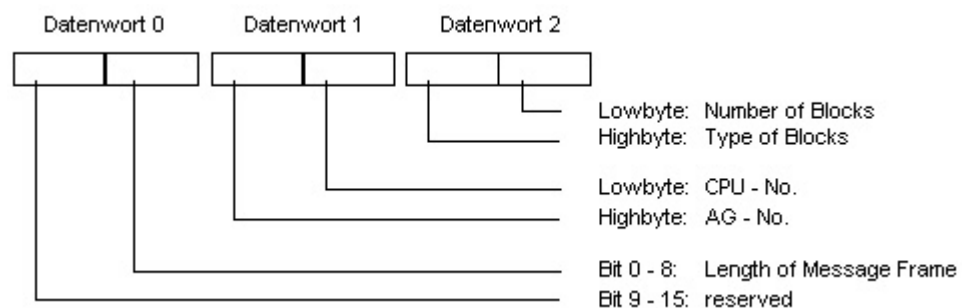 Datenwort 0 Datenwort 1 Datenwort 2
Lowbyte: Number of Blocks
Highbyte: Type of Blocks
Lowbyte: CPU - No.
Highbyte: AG - No.
Bit 0 - 8: Length of Message Frame
Bit 9 - 15: reserved